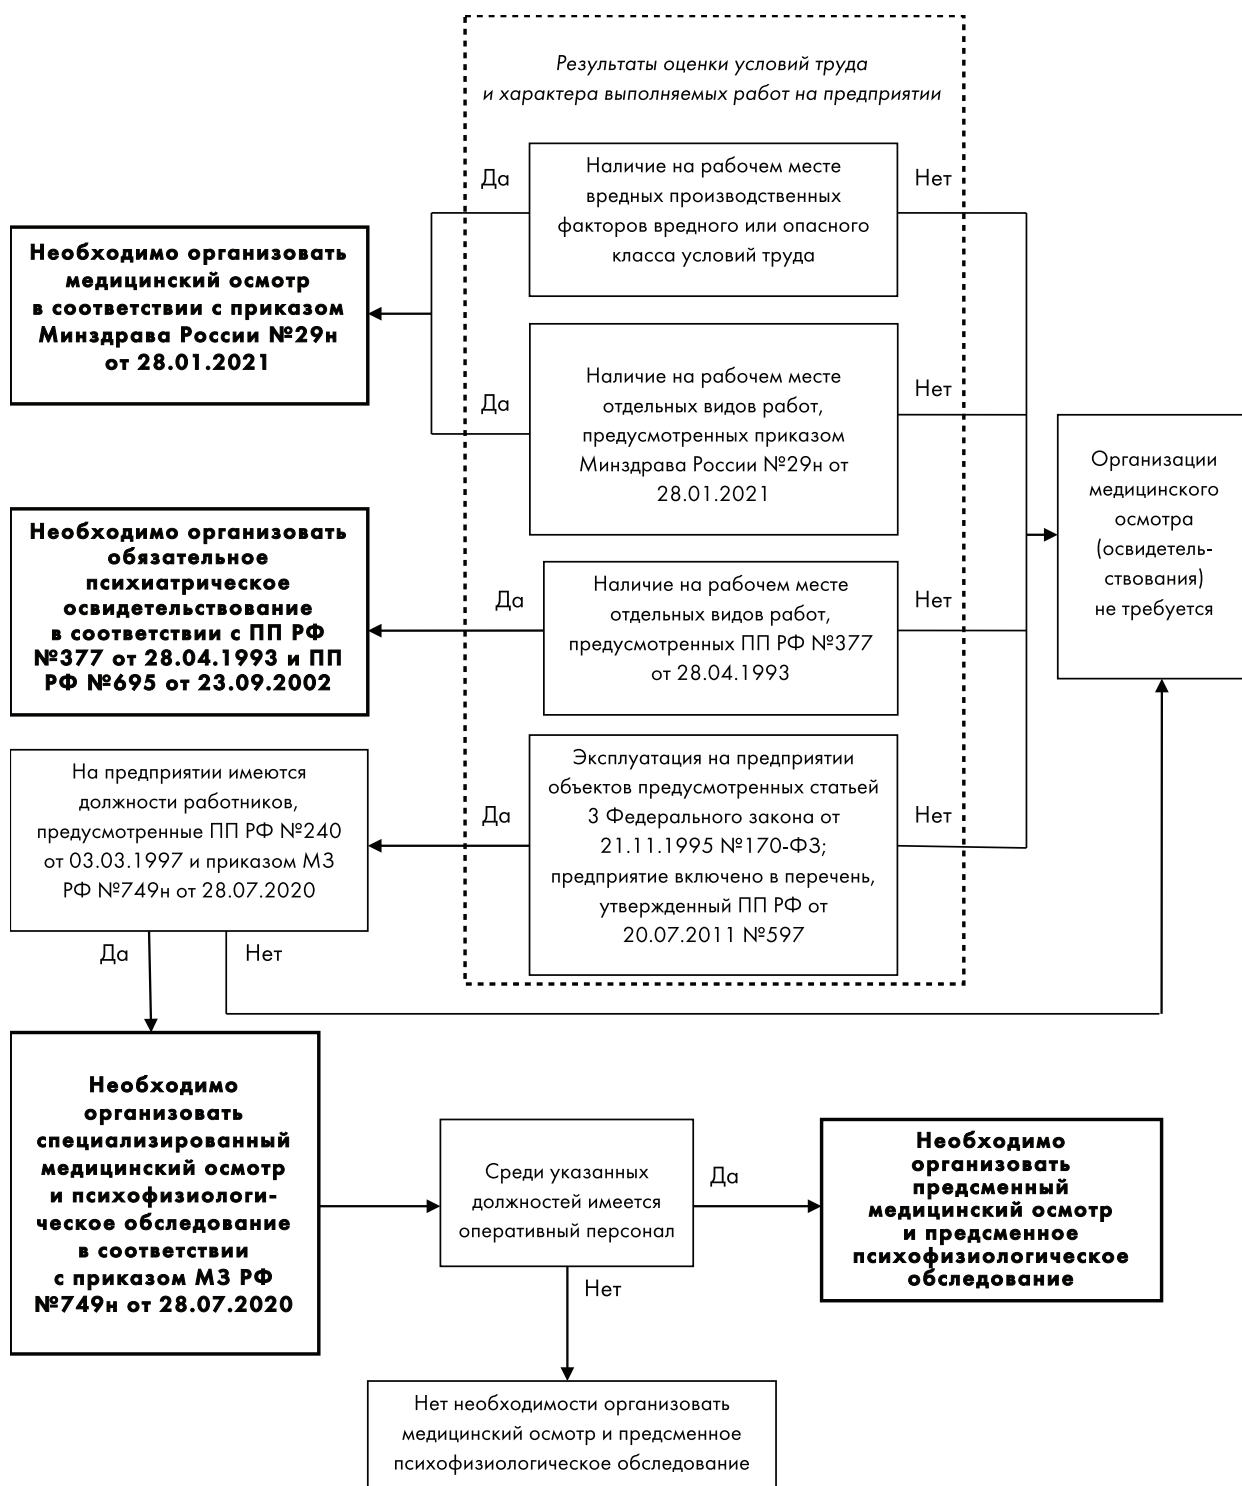 Результаты оценки условий труда
и характера выполняемых работ на предприятии
Да
Наличие на рабочем месте
вредных производственных
факторов вредного или опасного
класса условий труда
Нет
Необходимо организовать
медицинский осмотр
в соответствии с приказом
Минздрава России №29н
от 28.01.2021
Да
Наличие на рабочем месте
отдельных видов работ,
предусмотренных приказом
Минздрава России №29н от
28.01.2021
Нет
Организации
медицинского
осмотра
(освидетель-
ствования)
не требуется
Необходимо организовать
обязательное
психиатрическое
освидетельствование
в соответствии с ПП РФ
№377 от 28.04.1993 и ПП
РФ №695 от 23.09.2002
Да
Наличие на рабочем месте
отдельных видов работ,
предусмотренных ПП РФ №377
от 28.04.1993
Нет
На предприятии имеются
должности работников,
предусмотренные ПП РФ №240
от 03.03.1997 и приказом МЗ
РФ №749н от 28.07.2020
Да
Эксплуатация на предприятии
объектов предусмотренных статьей
3 Федерального закона от
21.11.1995 №170-ФЗ;
предприятие включено в перечень,
утвержденный ПП РФ от
20.07.2011 №597
Нет
Да
Нет
Необходимо
организовать
специализированный
медицинский осмотр
и психофизиологи-
ческое обследование
в соответствии
с приказом МЗ РФ
№749н от 28.07.2020
Среди указанных
должностей имеется
оперативный персонал
Да
Необходимо
организовать
предсменный
медицинский осмотр
и предсменное
психофизиологическое
обследование
Нет
Нет необходимости организовать
медицинский осмотр и предсменное
психофизиологическое обследование